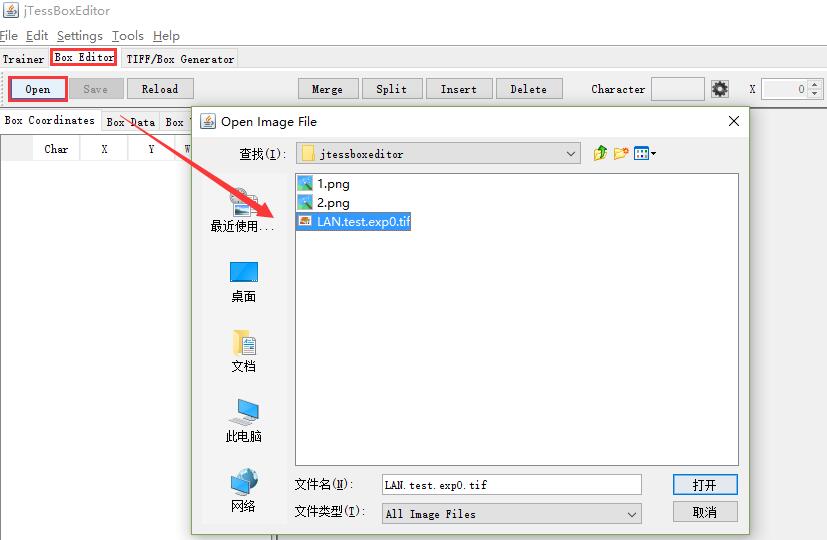 jTessBoxEditor
File Edit Settings Tools Help
Trainer Box Editor TIFF/Box Generator
Open Save Reload Merge Split Insert Delete Character X 0
Box Coordinates Box Data Box
Char X Y
Open Image File
查找(I): jtessboxeditor
1.png
2.png
LAN.test.exp0.tif
最近使用...
桌面
文档
此电脑
网络
文件名(N): LAN.test.exp0.tif 打开
文件类型(T): All Image Files 取消